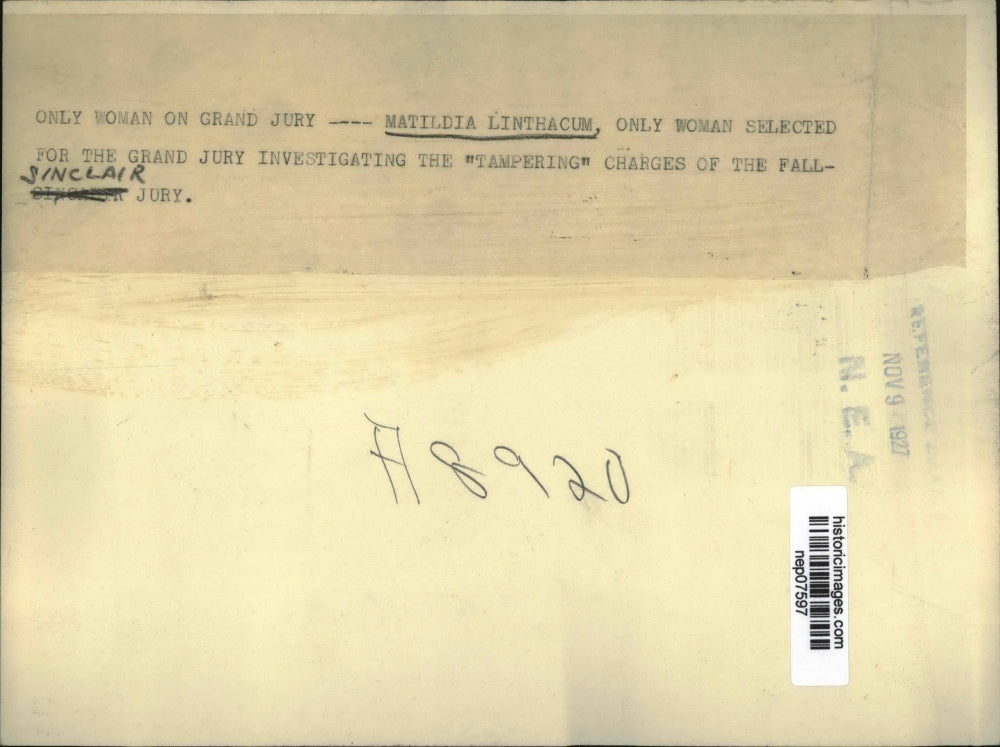 ONLY WOMAN ON GRAND JURY ---- MATILDIA LINTHACUM, ONLY WOMAN SELECTED
FOR THE GRAND JURY INVESTIGATING THE "TAMPERING" CHARGES OF THE FALL-
SINCLAIR
JURY.
A8920
REFERENCE
NOV 9 1927
N. E. A.
historicimages.com
nep07597